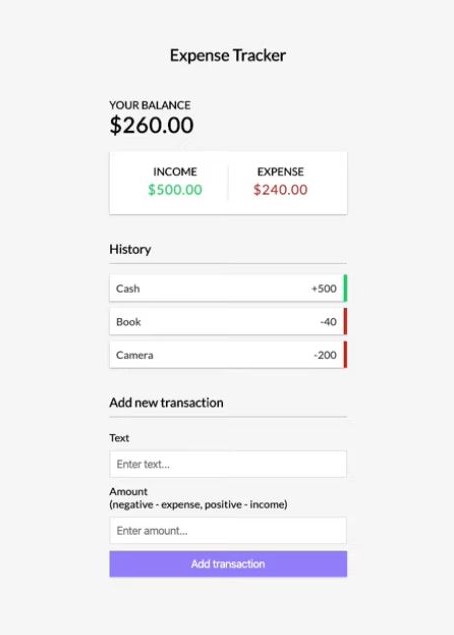 Expense Tracker
YOUR BALANCE
$260.00
INCOME EXPENSE
$500.00 $240.00
History
Cash +500
Book -40
Camera -200
Add new transaction
Text
Enter text...
Amount
(negative - expense, positive - income)
Enter amount...
Add transaction